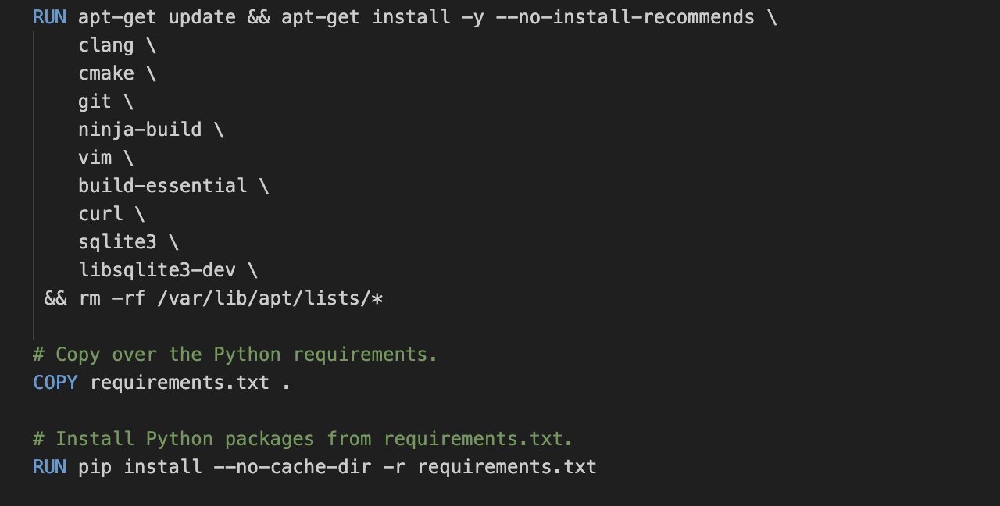 RUN apt-get update && apt-get install -y --no-install-recommends \
    clang \
    cmake \
    git \
    ninja-build \
    vim \
    build-essential \
    curl \
    sqlite3 \
    libsqlite3-dev \
 && rm -rf /var/lib/apt/lists/*

# Copy over the Python requirements.
COPY requirements.txt .

# Install Python packages from requirements.txt.
RUN pip install --no-cache-dir -r requirements.txt